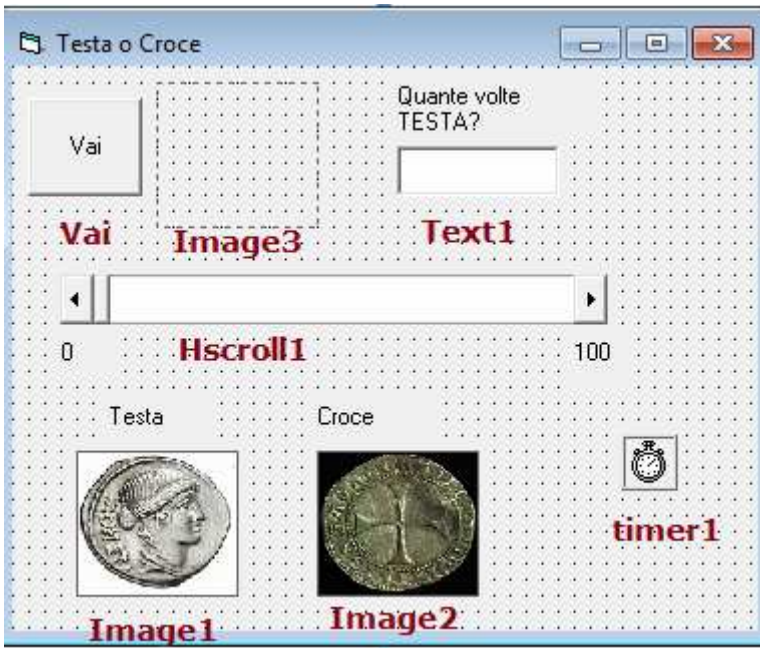 Testa o Croce
Vai
Quante volte
TESTA?
Vai
Image3
Text1
0
Hscroll1
100
Testa
Croce
timer1
Image1
Image2